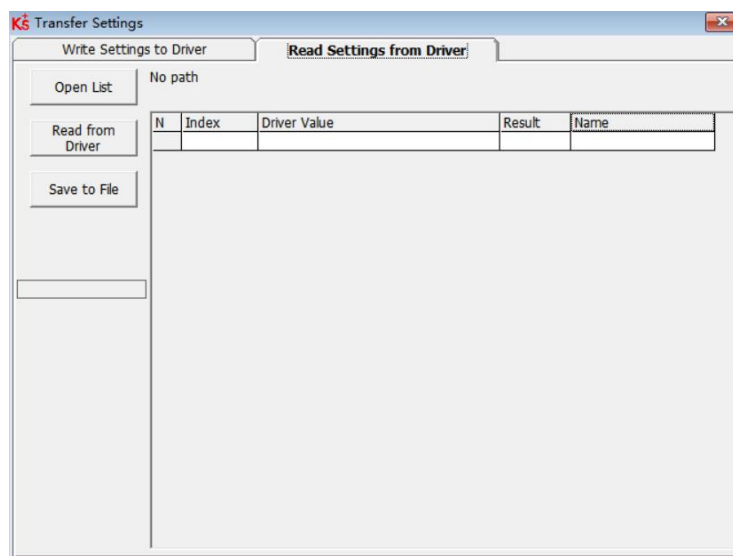 K+S Transfer Settings
Write Settings to Driver
Read Settings from Driver
Open List
No path
Read from
Driver
Save to File
N Index Driver Value Result Name